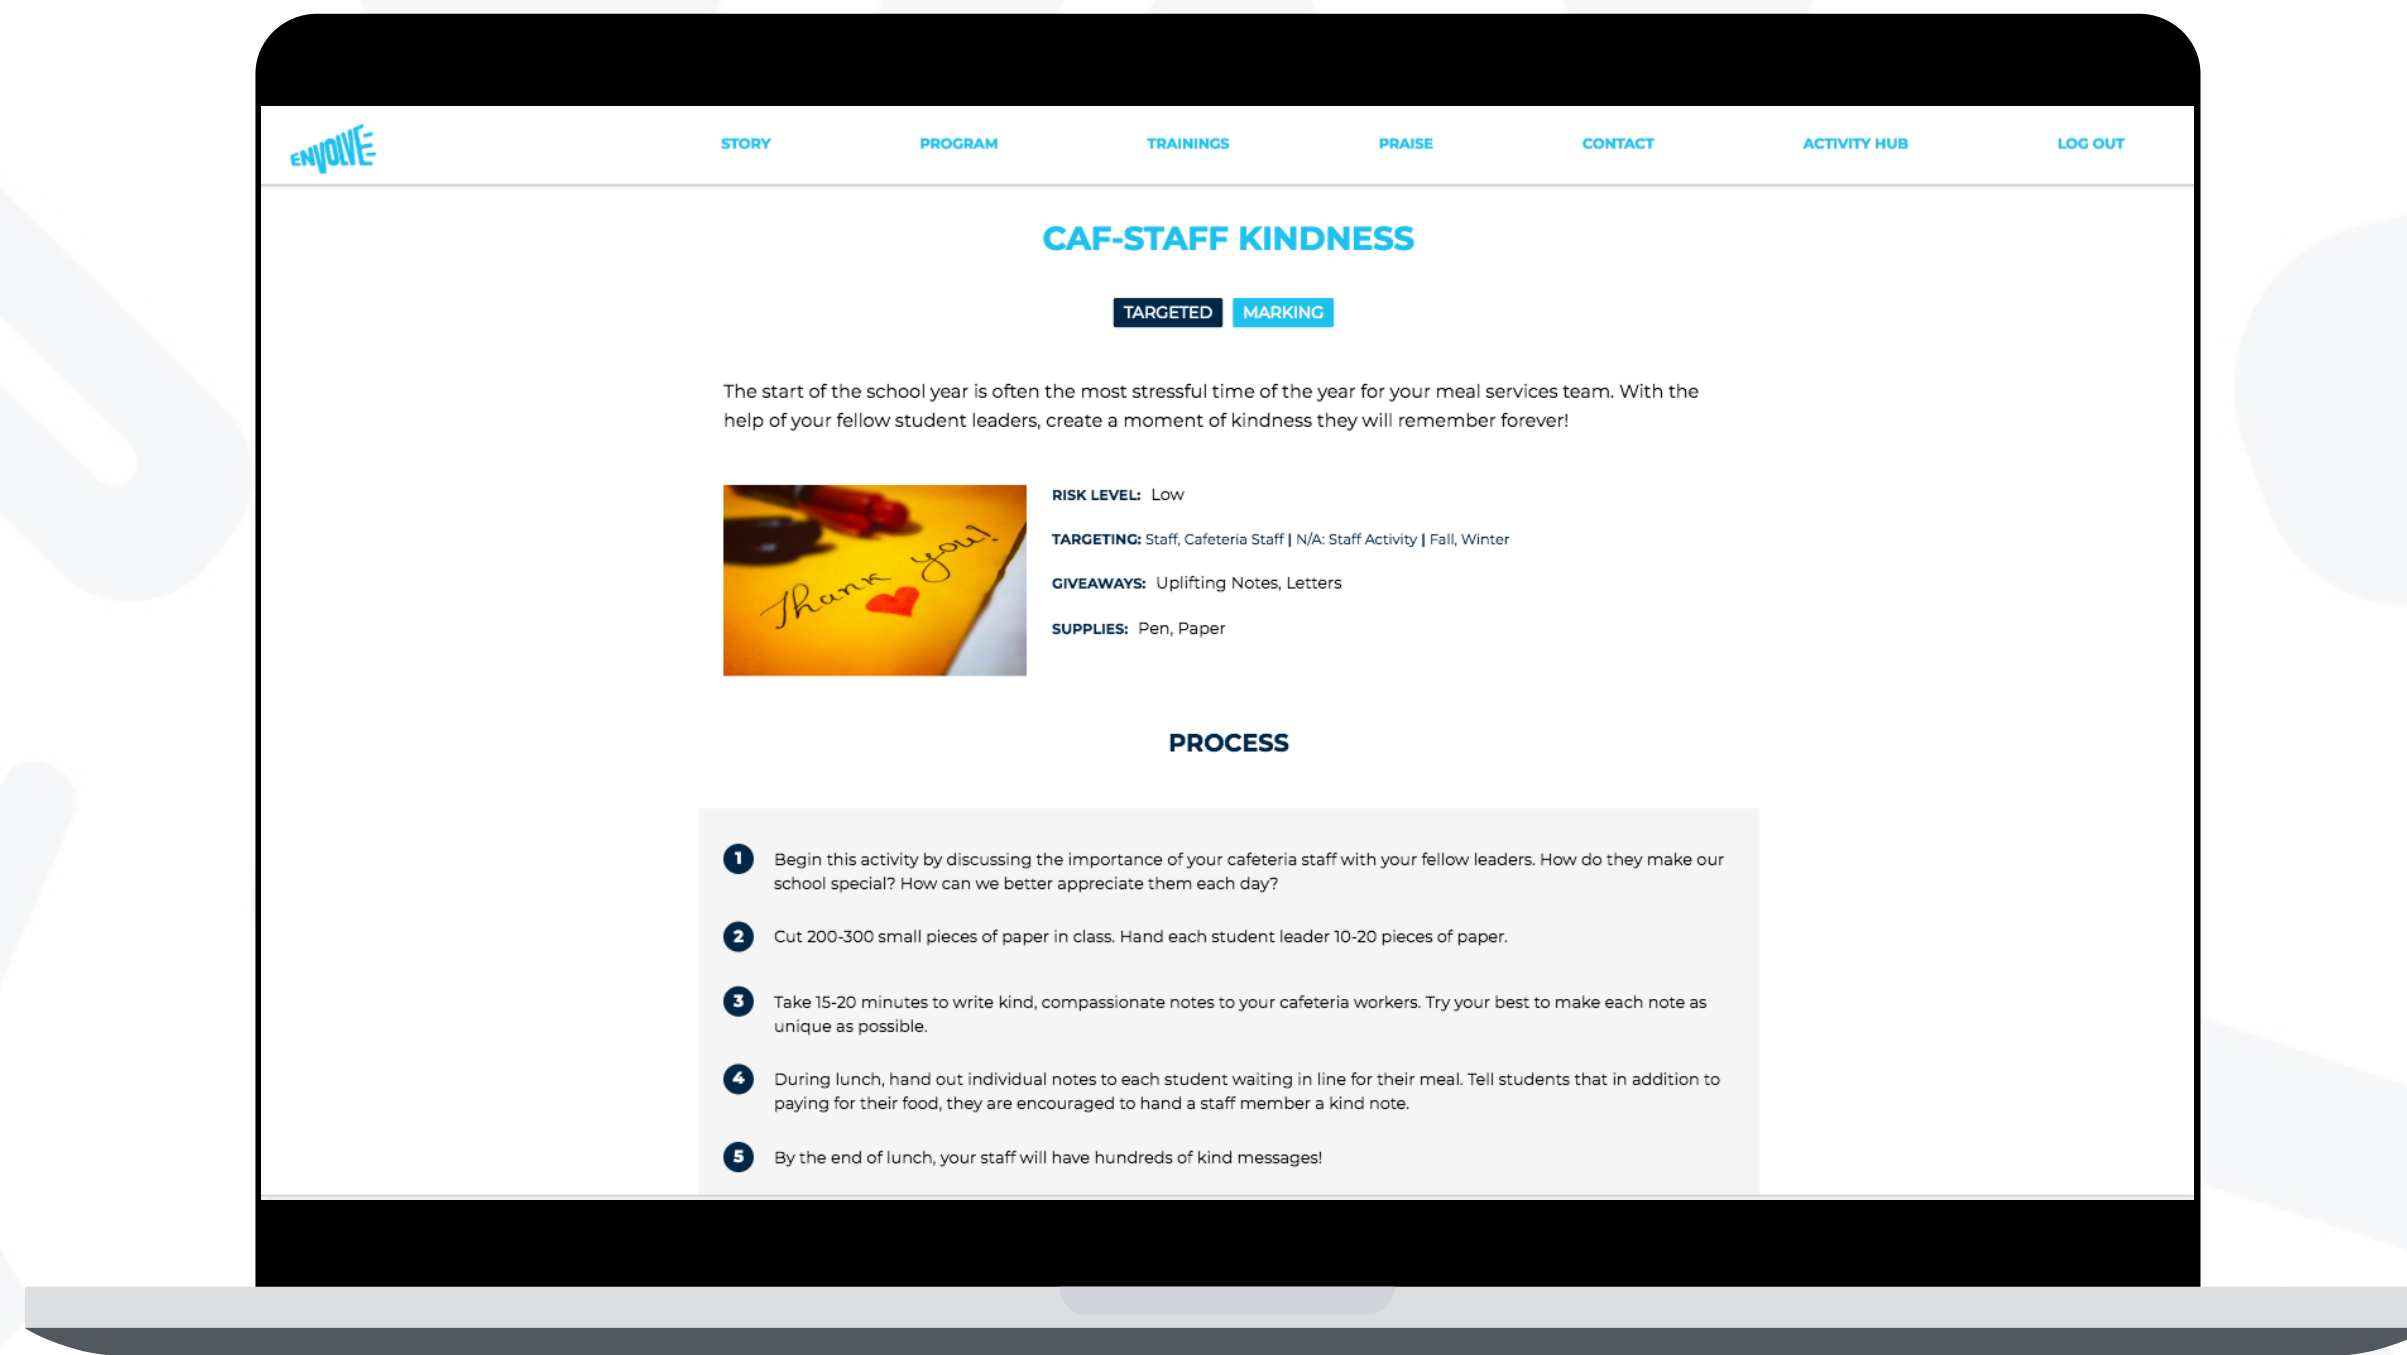 ENVOLVE
STORY PROGRAM TRAININGS PRAISE CONTACT ACTIVITY HUB LOG OUT
CAF-STAFF KINDNESS
TARGETED MARKING
The start of the school year is often the most stressful time of the year for your meal services team. With the
help of your fellow student leaders, create a moment of kindness they will remember forever!
Thank you!
RISK LEVEL: Low
TARGETING: Staff, Cafeteria Staff | N/A: Staff Activity | Fall, Winter
GIVEAWAYS: Uplifting Notes, Letters
SUPPLIES: Pen, Paper
PROCESS
1 Begin this activity by discussing the importance of your cafeteria staff with your fellow leaders. How do they make our
school special? How can we better appreciate them each day?
2 Cut 200-300 small pieces of paper in class. Hand each student leader 10-20 pieces of paper.
3 Take 15-20 minutes to write kind, compassionate notes to your cafeteria workers. Try your best to make each note as
unique as possible.
4 During lunch, hand out individual notes to each student waiting in line for their meal. Tell students that in addition to
paying for their food, they are encouraged to hand a staff member a kind note.
5 By the end of lunch, your staff will have hundreds of kind messages!